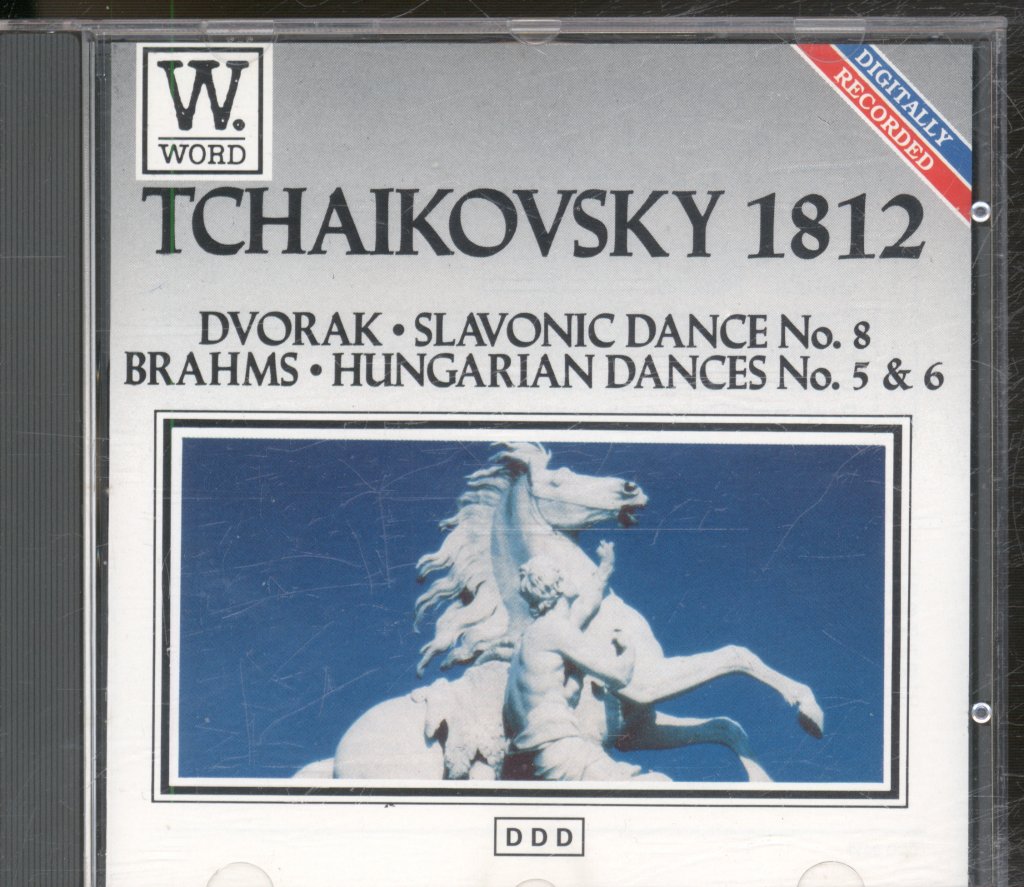 W.
WORD
DIGITALLY
RECORDED
TCHAIKOVSKY 1812
DVORAK • SLAVONIC DANCE No. 8
BRAHMS • HUNGARIAN DANCES No. 5 & 6
DDD